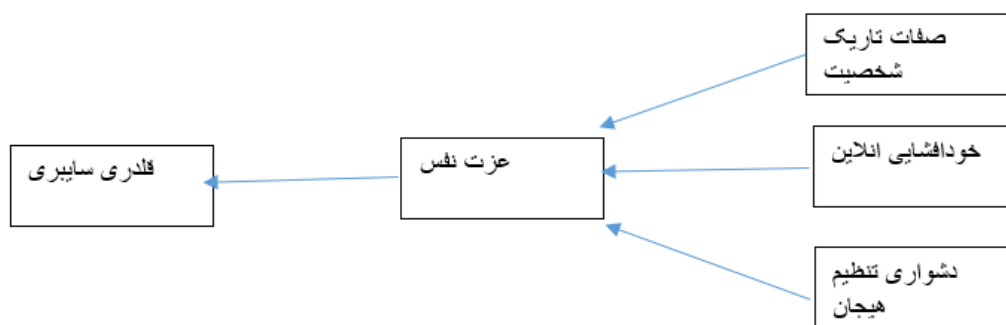 صفات تاریک
شخصیت
خودافشایی انلاین
دشواری تنظیم
هیجان
عزت نفس
قلدری سایبری